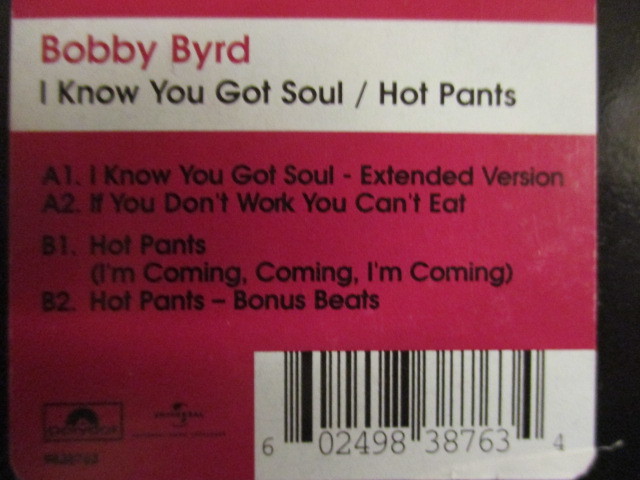 Bobby Byrd
I Know You Got Soul / Hot Pants
A1. I Know You Got Soul - Extended Version
A2. If You Don't Work You Can't Eat
B1. Hot Pants
(I'm Coming, Coming, I'm Coming)
B2. Hot Pants – Bonus Beats
polydor
UNIVERSAL
6 02498 38763 4